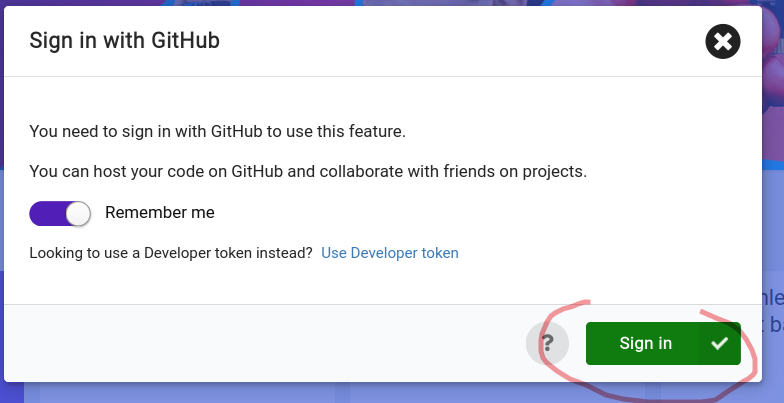 Sign in with GitHub
You need to sign in with GitHub to use this feature.
You can host your code on GitHub and collaborate with friends on projects.
Remember me
Looking to use a Developer token instead? Use Developer token
? Sign in